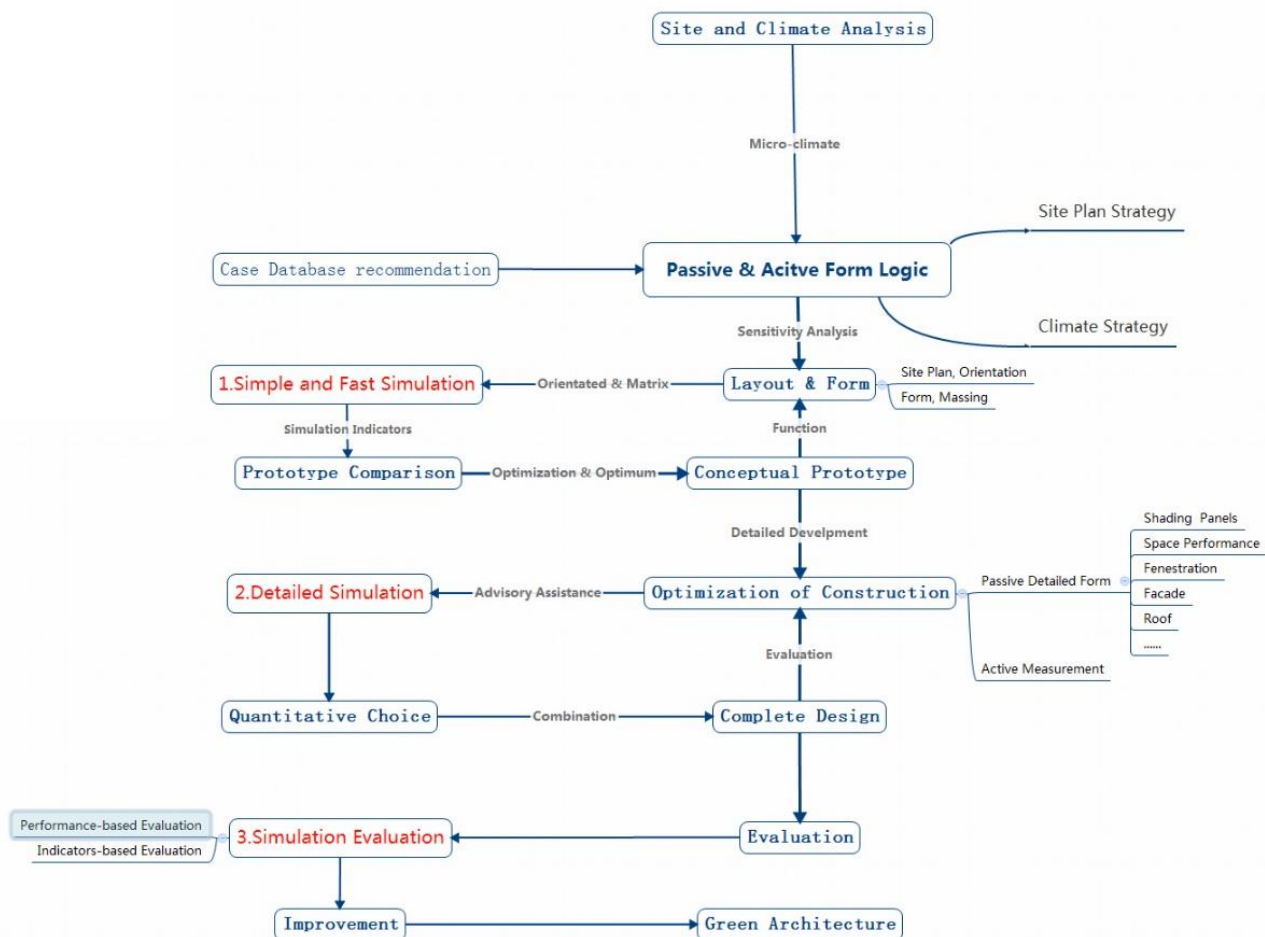 Site and Climate Analysis
Micro-climate
Site Plan Strategy
Case Database recommendation
Passive & Acitve Form Logic
Climate Strategy
Sensitivity Analysis
1.Simple and Fast Simulation
Orientated & Matrix
Layout & Form
Site Plan, Orientation
Form, Massing
Simulation Indicators
Function
Prototype Comparison
Optimization & Optimum
Conceptual Prototype
Detailed Develpment
Shading Panels
Space Performance
Fenestration
Facade
Roof
......
Passive Detailed Form
2.Detailed Simulation
Advisory Assistance
Optimization of Construction
Evaluation
Active Measurement
Quantitative Choice
Combination
Complete Design
Performance-based Evaluation
Indicators-based Evaluation
3.Simulation Evaluation
Evaluation
Improvement
Green Architecture